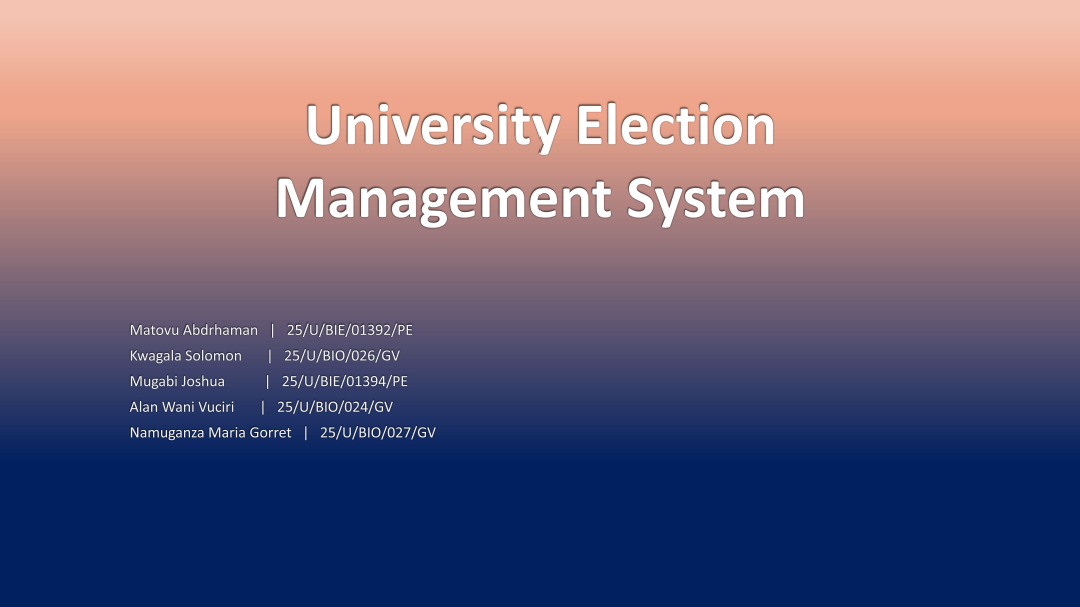 University Election
Management System
Matovu Abdrhaman | 25/U/BIE/01392/PE
Kwagala Solomon | 25/U/BIO/026/GV
Mugabi Joshua | 25/U/BIE/01394/PE
Alan Wani Vuciri | 25/U/BIO/024/GV
Namuganza Maria Gorret | 25/U/BIO/027/GV